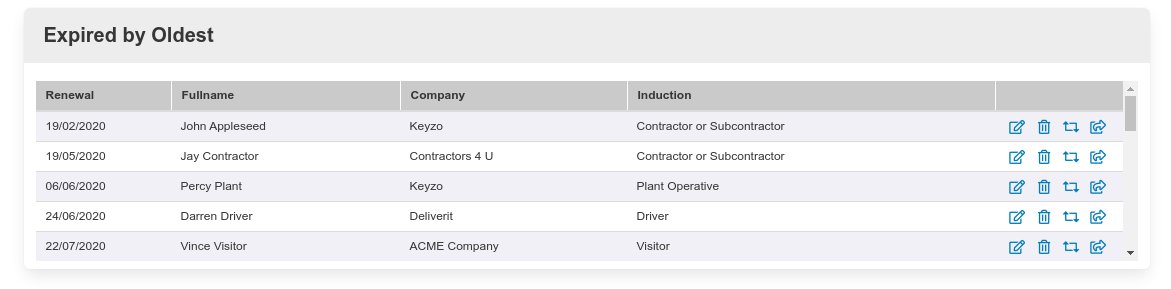 Expired by Oldest
Renewal Fullname Company Induction
19/02/2020 John Appleseed Keyzo Contractor or Subcontractor
19/05/2020 Jay Contractor Contractors 4 U Contractor or Subcontractor
06/06/2020 Percy Plant Keyzo Plant Operative
24/06/2020 Darren Driver Deliverit Driver
22/07/2020 Vince Visitor ACME Company Visitor